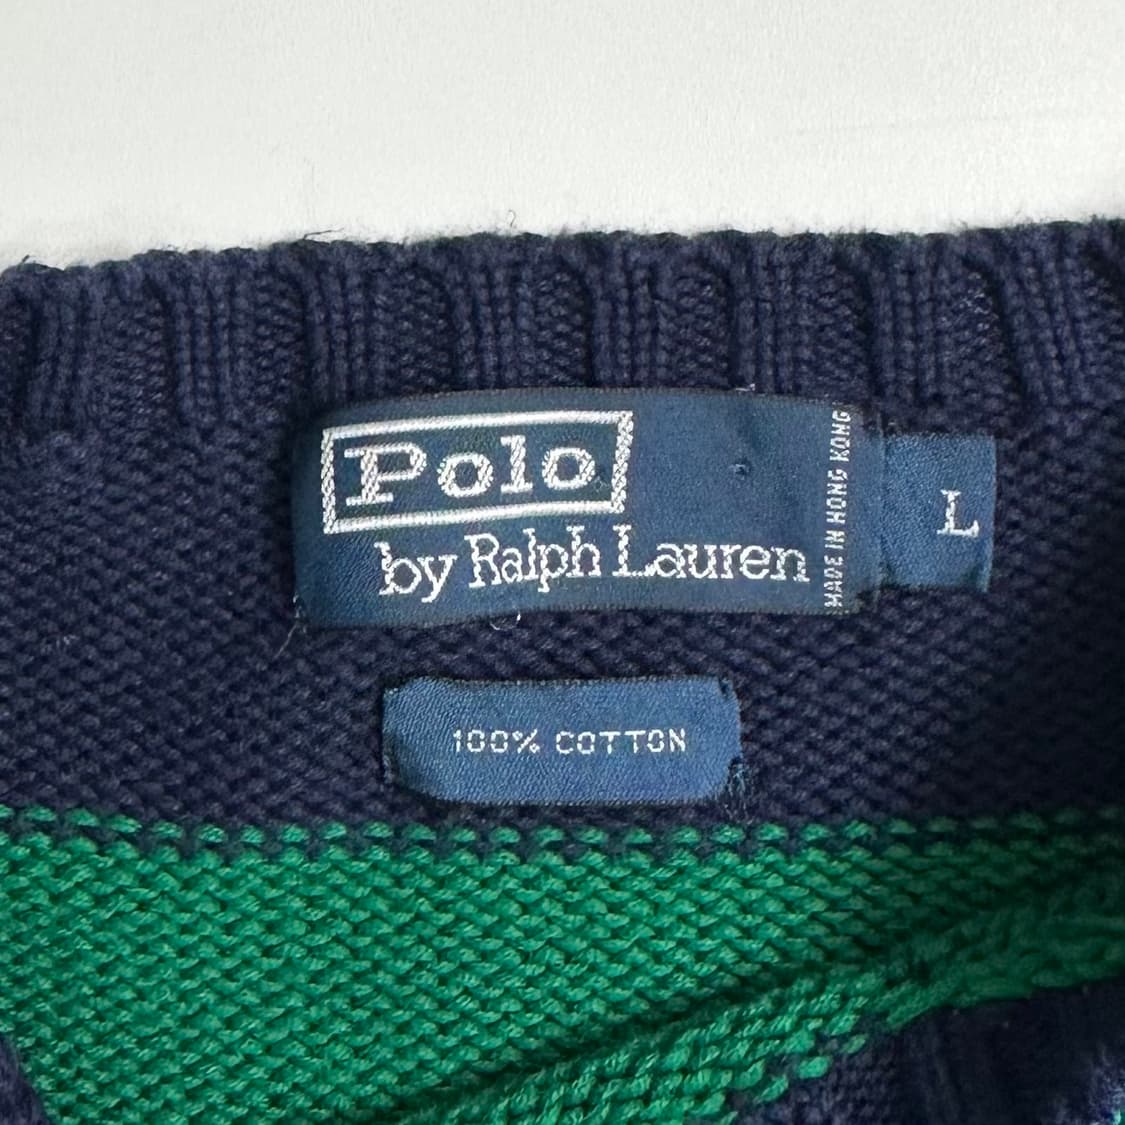 Polo
by Ralph Lauren
MADE IN HONG KONG
L
100% COTTON